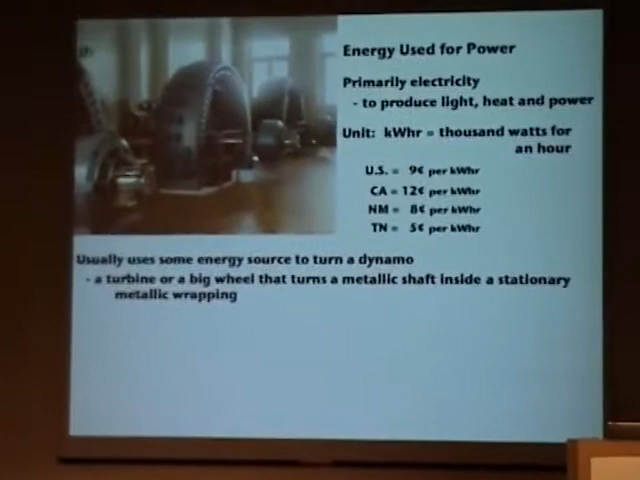 Energy Used for Power
Primarily electricity
- to produce light, heat and power
Unit: kWhr = thousand watts for
an hour
U.S. = 9¢ per kWhr
CA = 12¢ per kWhr
NM = 8¢ per kWhr
TN = 5¢ per kWhr
Usually uses some energy source to turn a dynamo
- a turbine or a big wheel that turns a metallic shaft inside a stationary
metallic wrapping